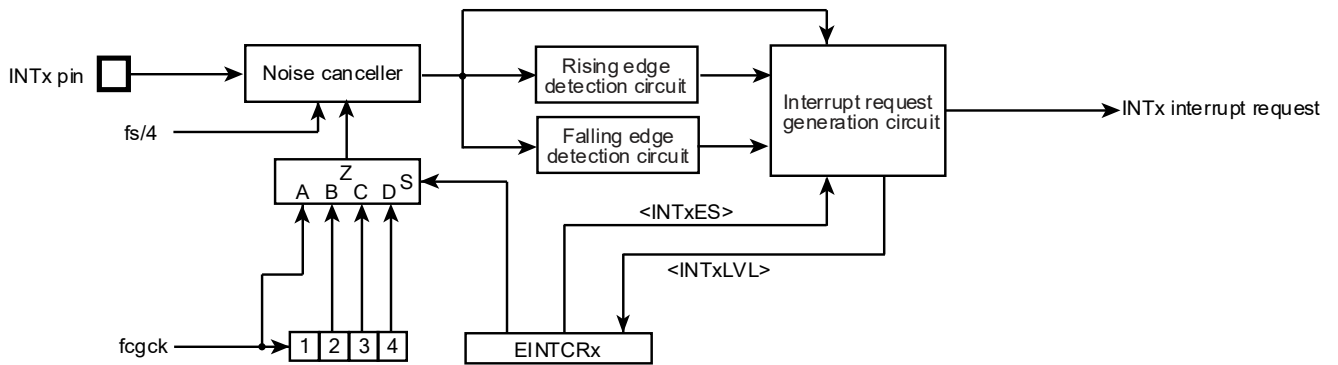 INTx pin
Noise canceller
Rising edge
detection circuit
Falling edge
detection circuit
Interrupt request
generation circuit
INTx interrupt request
fs/4
Z
S
A B C D
<INTxES>
<INTxLVL>
fcgck
1 2 3 4
EINTCRx